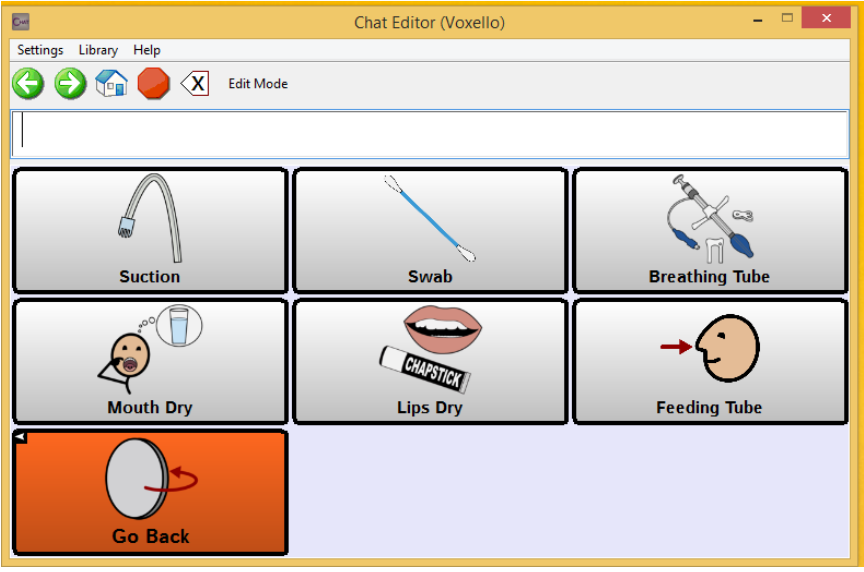 CHAT
Chat Editor (Voxello)
Settings Library Help
X Edit Mode
Suction
Swab
Breathing Tube
Mouth Dry
CHAPSTICK
Lips Dry
Feeding Tube
Go Back